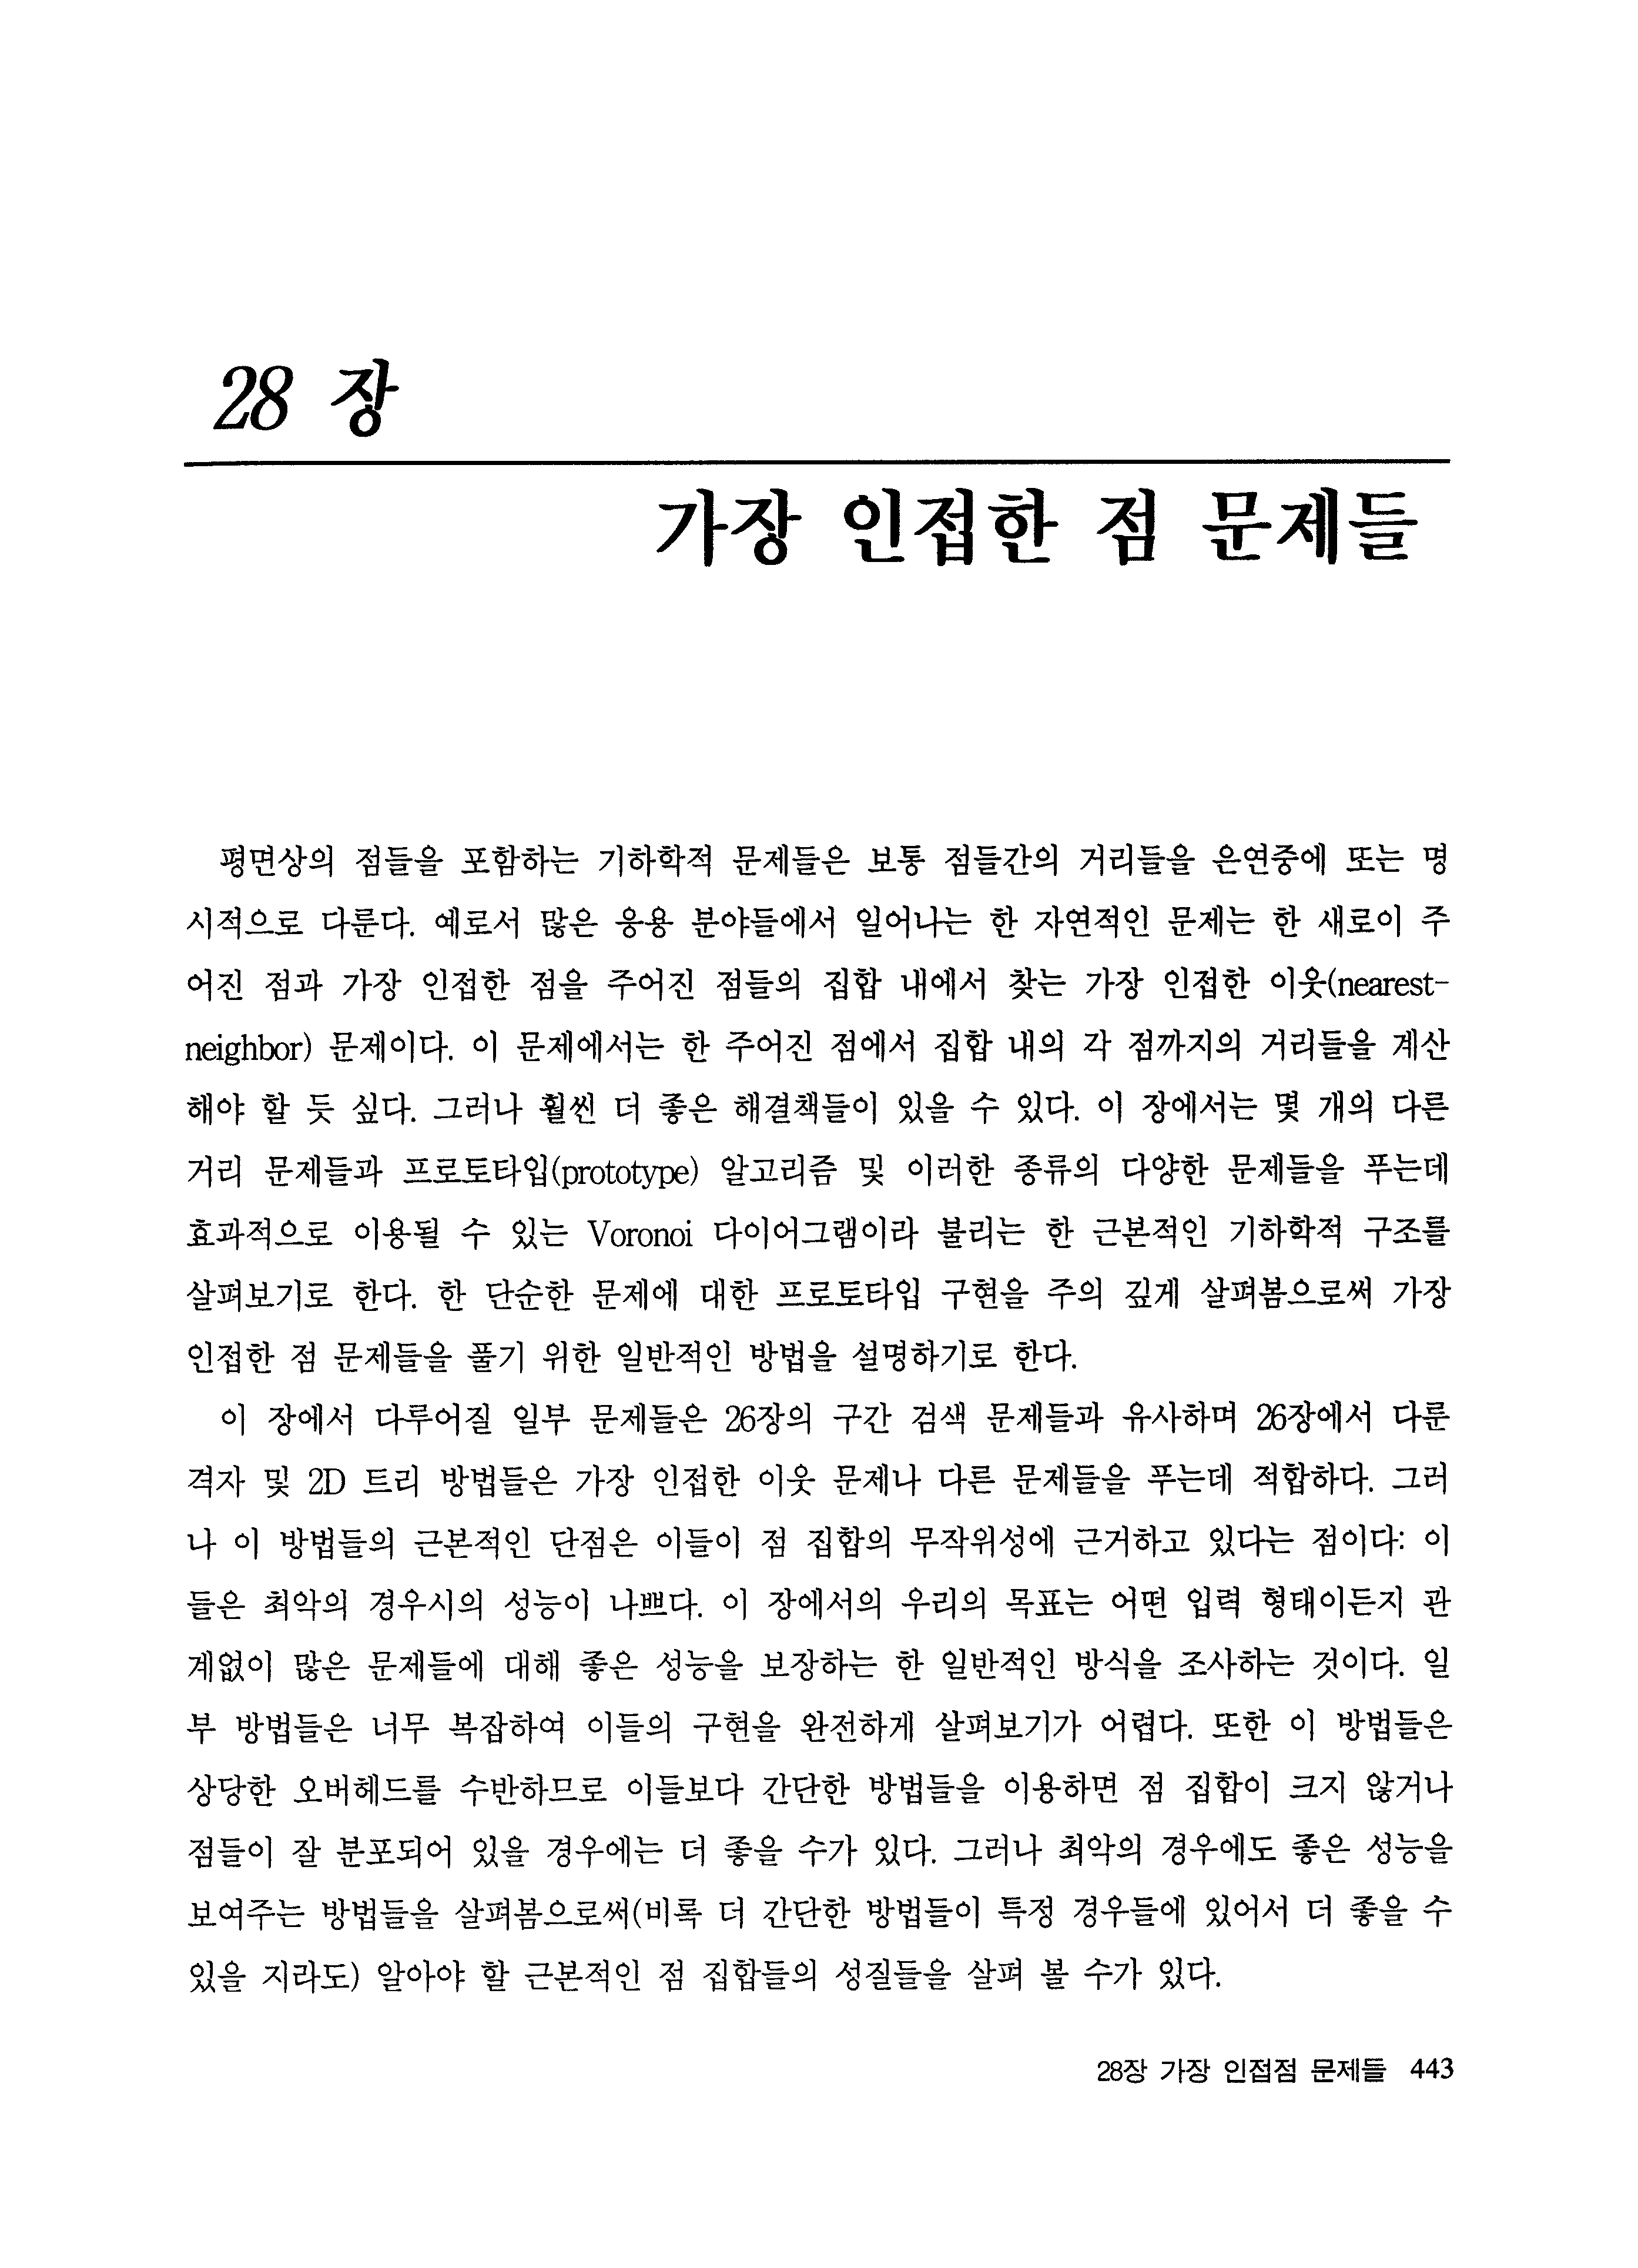 28 장
가장 인접한 점 문제들
평면상의 점들을 포함하는 기하학적 문제들은 보통 점들간의 거리들을 은연중에 또는 명
시적으로 다룬다. 예로서 많은 응용 분야들에서 일어나는 한 자연적인 문제는 한 새로이 주
어진 점과 가장 인접한 점을 주어진 점들의 집합 내에서 찾는 가장 인접한 이웃(nearest-
neighbor) 문제이다. 이 문제에서는 한 주어진 점에서 집합 내의 각 점까지의 거리들을 계산
해야 할 듯 싶다. 그러나 훨씬 더 좋은 해결책들이 있을 수 있다. 이 장에서는 몇 개의 다른
거리 문제들과 프로토타입(prototype) 알고리즘 및 이러한 종류의 다양한 문제들을 푸는데
효과적으로 이용될 수 있는 Voronoi 다이어그램이라 불리는 한 근본적인 기하학적 구조를
살펴보기로 한다. 한 단순한 문제에 대한 프로토타입 구현을 주의 깊게 살펴봄으로써 가장
인접한 점 문제들을 풀기 위한 일반적인 방법을 설명하기로 한다.
이 장에서 다루어질 일부 문제들은 26장의 구간 검색 문제들과 유사하며 26장에서 다룬
격자 및 2D 트리 방법들은 가장 인접한 이웃 문제나 다른 문제들을 푸는데 적합하다. 그러
나 이 방법들의 근본적인 단점은 이들이 점 집합의 무작위성에 근거하고 있다는 점이다: 이
들은 최악의 경우시의 성능이 나쁘다. 이 장에서의 우리의 목표는 어떤 입력 형태이든지 관
계없이 많은 문제들에 대해 좋은 성능을 보장하는 한 일반적인 방식을 조사하는 것이다. 일
부 방법들은 너무 복잡하여 이들의 구현을 완전하게 살펴보기가 어렵다. 또한 이 방법들은
상당한 오버헤드를 수반하므로 이들보다 간단한 방법들을 이용하면 점 집합이 크지 않거나
점들이 잘 분포되어 있을 경우에는 더 좋을 수가 있다. 그러나 최악의 경우에도 좋은 성능을
보여주는 방법들을 살펴봄으로써(비록 더 간단한 방법들이 특정 경우들에 있어서 더 좋을 수
있을 지라도) 알아야 할 근본적인 점 집합들의 성질들을 살펴 볼 수가 있다.
28장 가장 인접점 문제들 443